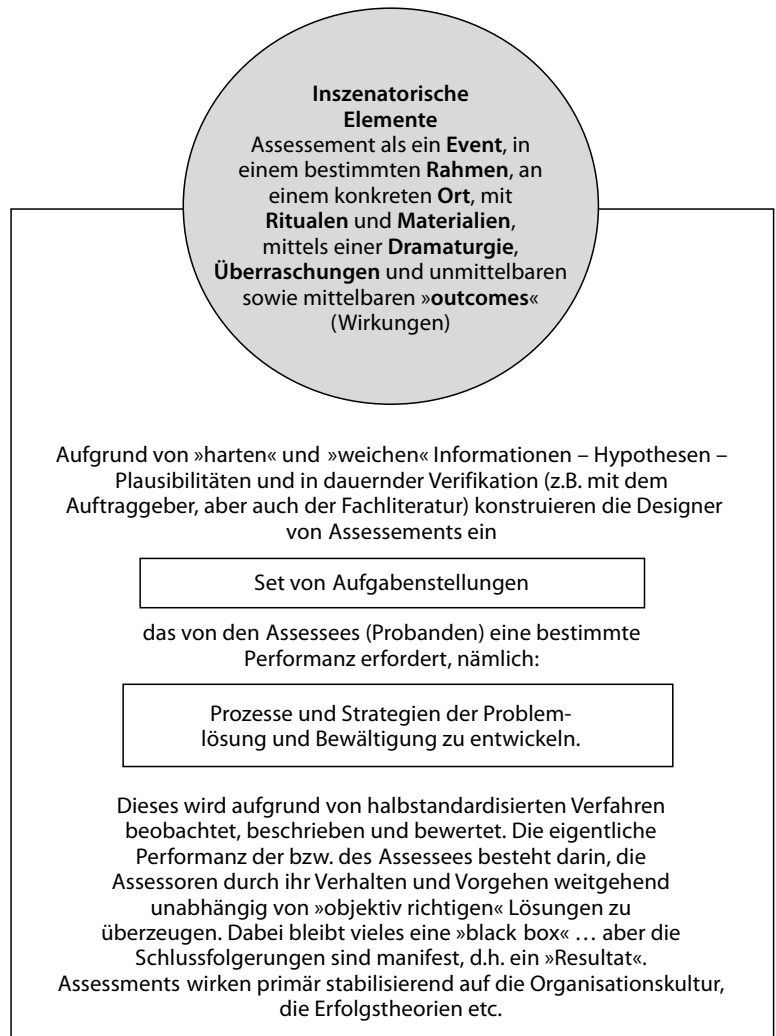 Inszenatorische
Elemente
Assessement als ein Event, in
einem bestimmten Rahmen, an
einem konkreten Ort, mit
Ritualen und Materialien,
mittels einer Dramaturgie,
Überraschungen und unmittelbaren
sowie mittelbaren »outcomes«
(Wirkungen)
Aufgrund von »harten« und »weichen« Informationen – Hypothesen –
Plausibilitäten und in dauernder Verifikation (z.B. mit dem
Auftraggeber, aber auch der Fachliteratur) konstruieren die Designer
von Assessements ein
Set von Aufgabenstellungen
das von den Assessees (Probanden) eine bestimmte
Performanz erfordert, nämlich:
Prozesse und Strategien der Problem-
lösung und Bewältigung zu entwickeln.
Dieses wird aufgrund von halbstandardisierten Verfahren
beobachtet, beschrieben und bewertet. Die eigentliche
Performanz der bzw. des Assessees besteht darin, die
Assessoren durch ihr Verhalten und Vorgehen weitgehend
unabhängig von »objektiv richtigen« Lösungen zu
überzeugen. Dabei bleibt vieles eine »black box« … aber die
Schlussfolgerungen sind manifest, d.h. ein »Resultat«.
Assessments wirken primär stabilisierend auf die Organisationskultur,
die Erfolgstheorien etc.